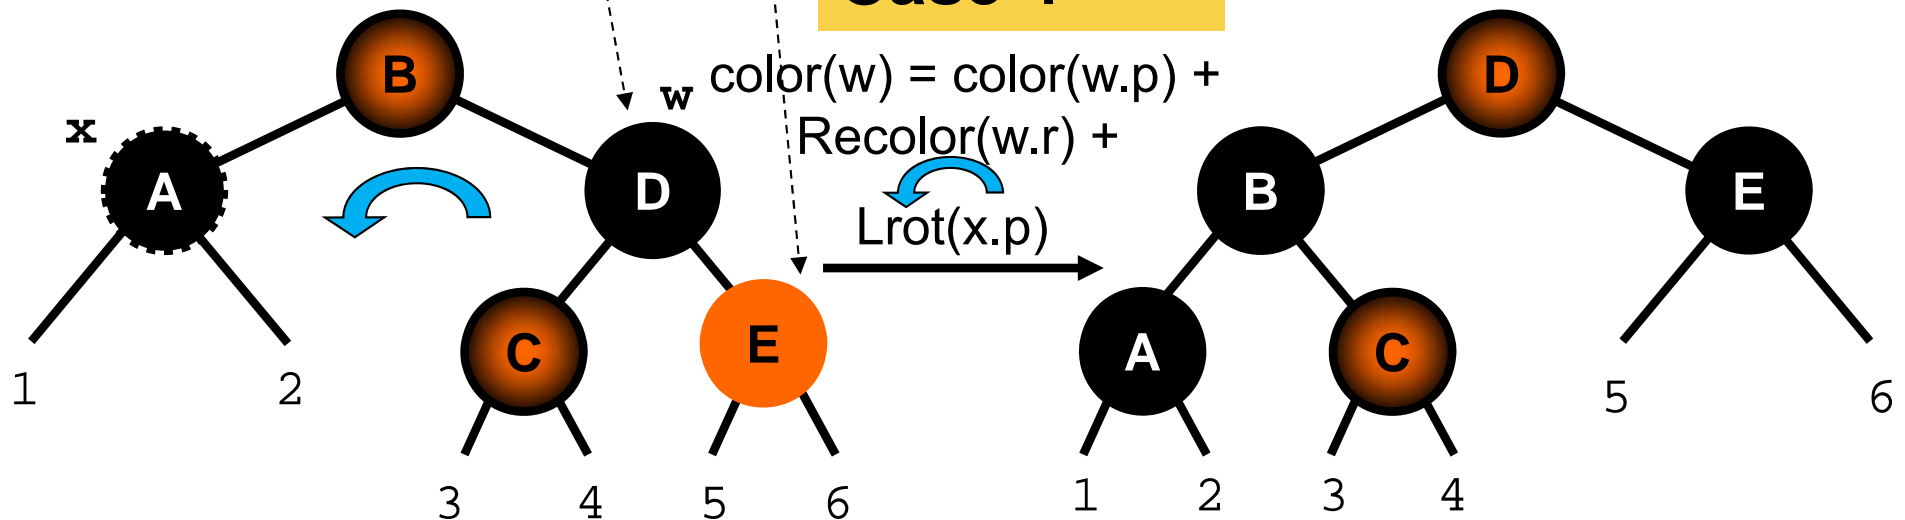 B
D
w
color(w) = color(w.p) +
x
Recolor(w.r) +
A
D
B
E
Lrot(x.p)
C
E
A
C
1
2
5
6
3
4
5
6
1
2
3
4